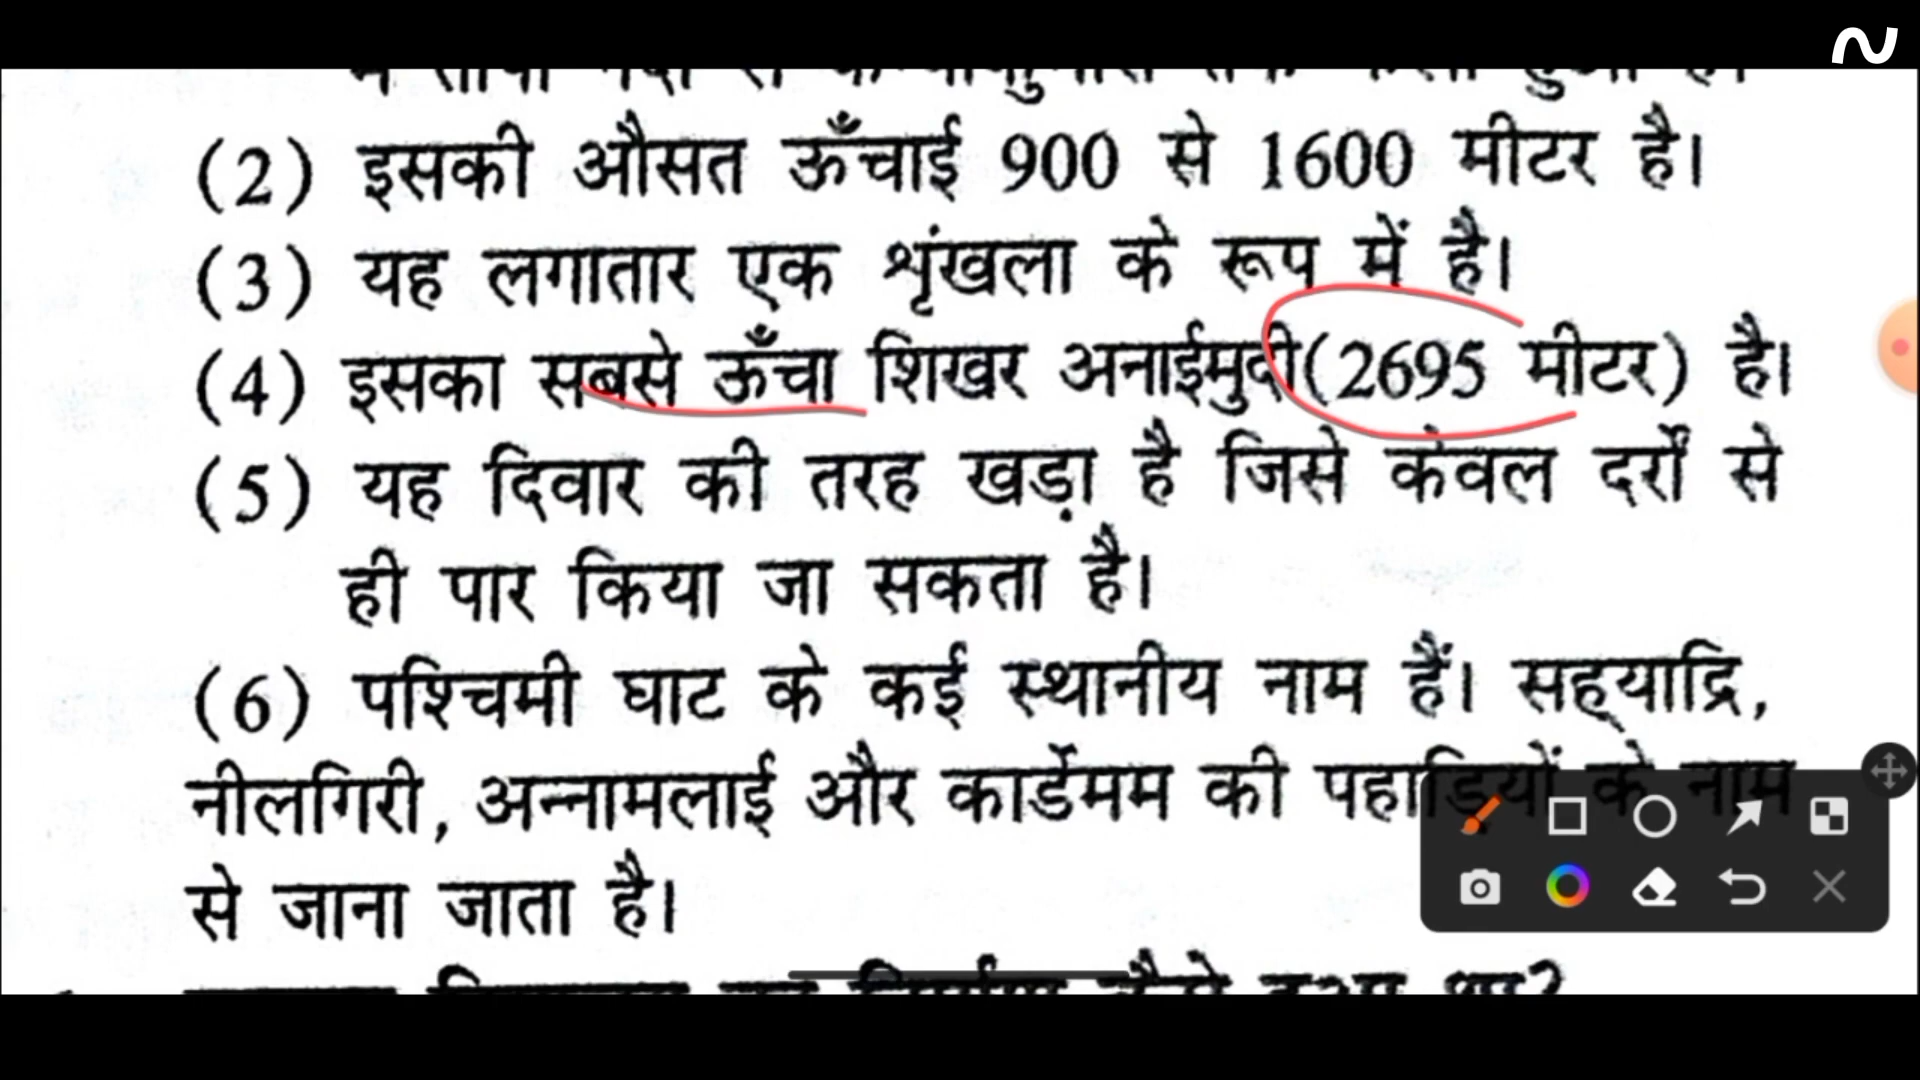 (2) इसकी औसत ऊँचाई 900 से 1600 मीटर है।
(3) यह लगातार एक शृंखला के रूप में है।
(4) इसका सबसे ऊँचा शिखर अनाईमुदी(2695 मीटर) है।
(5) यह दिवार की तरह खड़ा है जिसे केवल दर्रों से
ही पार किया जा सकता है।
(6) पश्चिमी घाट के कई स्थानीय नाम हैं। सह्याद्रि,
नीलगिरी, अन्नामलाई और कार्डेमम की पहाड़ियों के नाम
से जाना जाता है।